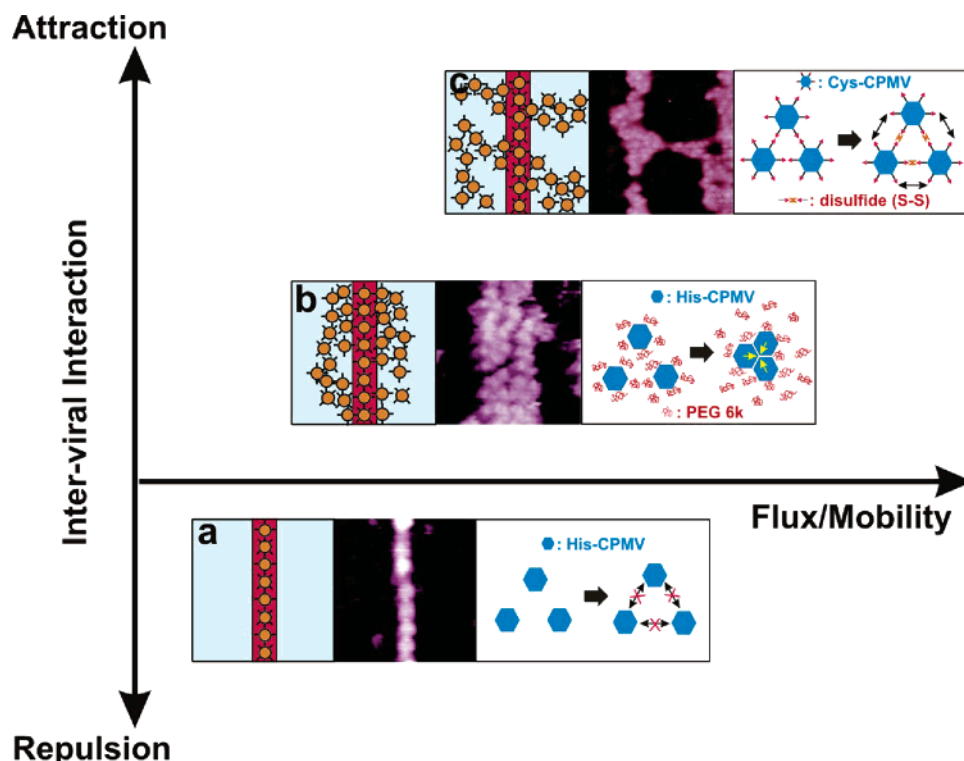 Attraction
Inter-viral Interaction
c
: Cys-CPMV
: disulfide (S-S)
b
: His-CPMV
: PEG 6k
Flux/Mobility
a
: His-CPMV
Repulsion